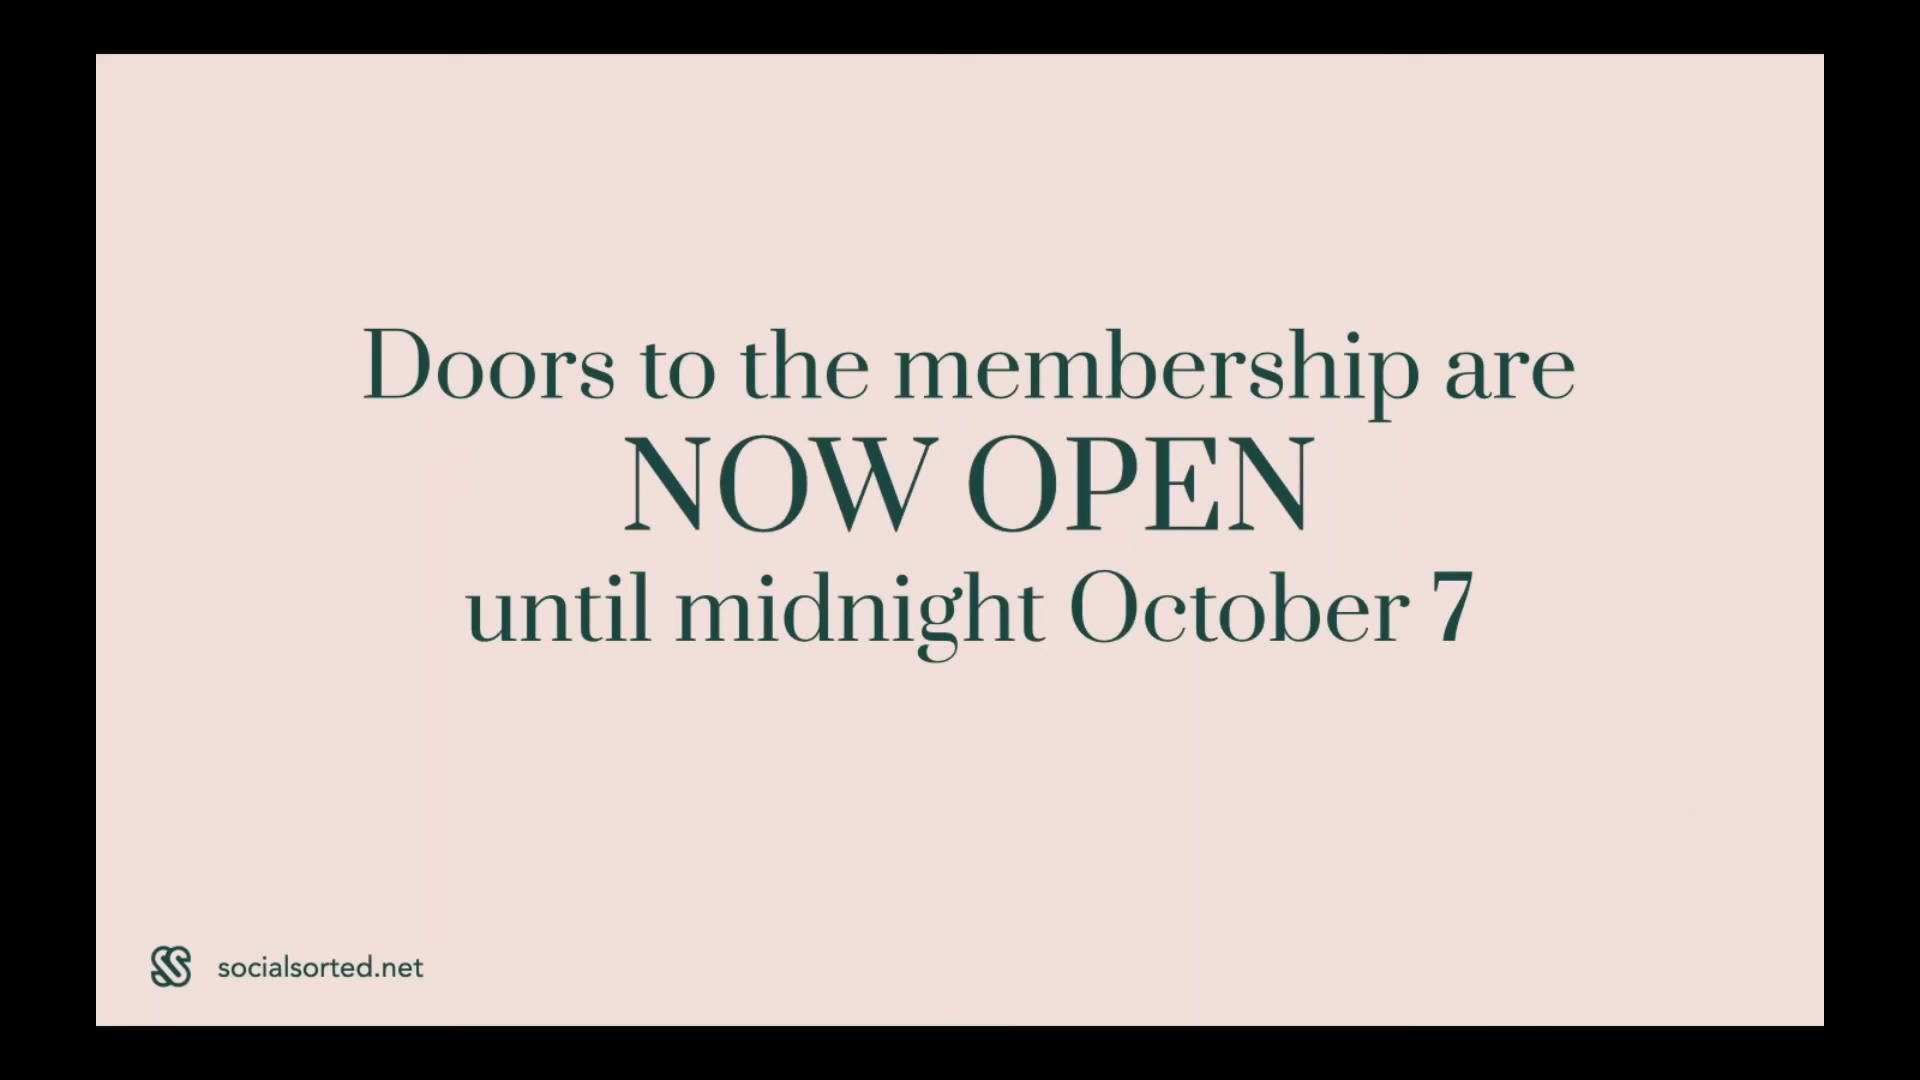 Doors to the membership are
NOW OPEN
until midnight October 7
socialsorted.net